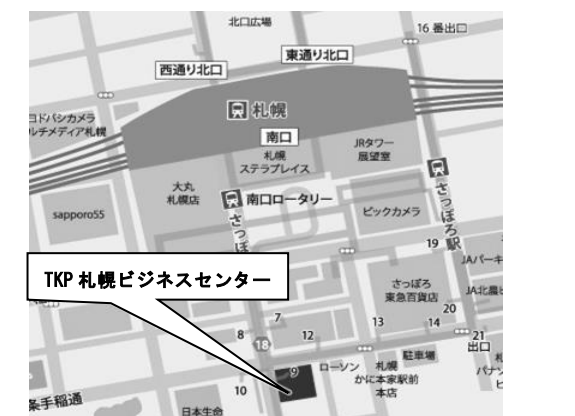 北口広場
16 番出口
東通り北口
西通り北口
札幌
南口
ヨドバシカメラ
ルチメディア札幌
札幌
ステラプレイス
JRタワー
展望室
大丸
札幌店
南口ロータリー
sapporo55
ビックカメラ
さっぽ
さっぽろ駅
19
JAパーキ
TKP 札幌ビジネスセンター
さっぽろ
東急百貨店
JA北農ビ
20
7
8
12
13
14
18
21
出口
駐車場
9
ローソン
札幌
かに本家駅前
本店
パナソ
10
条手稲通
日本生命